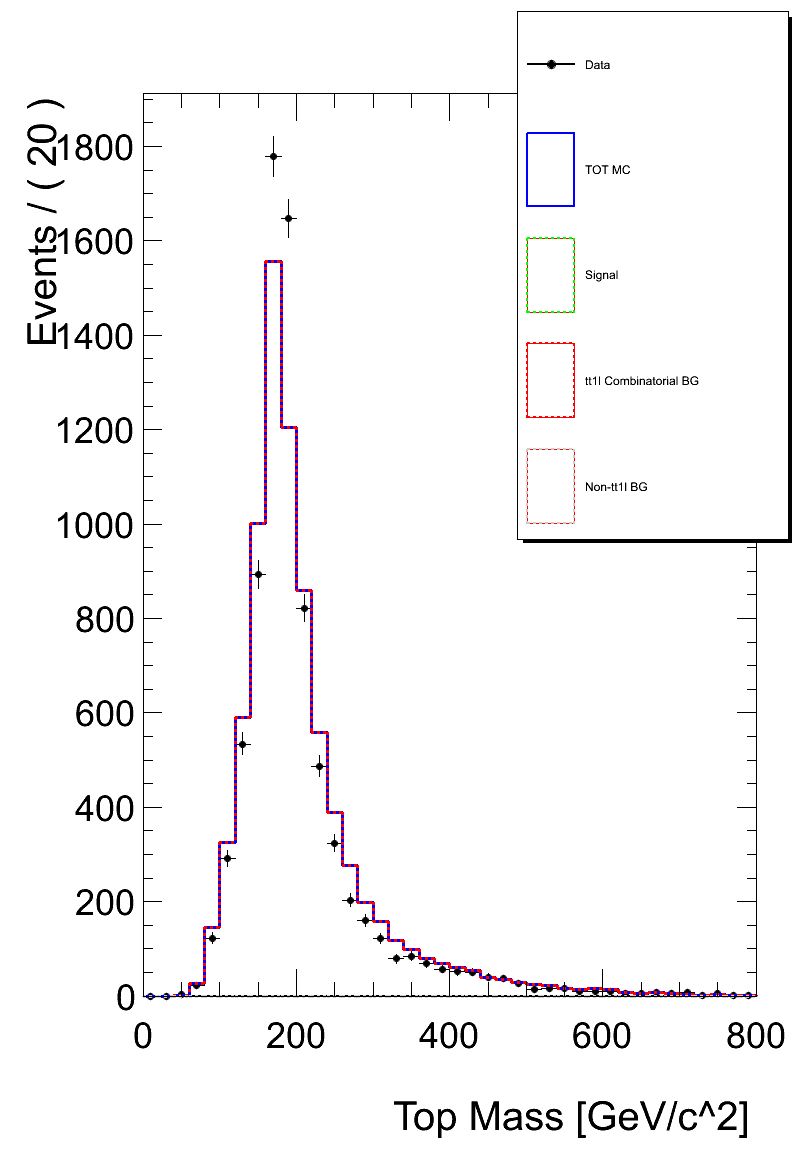 Data
TOT MC
Signal
tt1l Combinatorial BG
Non-tt1l BG
Events / ( 20 )
1800
1600
1400
1200
1000
800
600
400
200
0
0 200 400 600 800
Top Mass [GeV/c^2]